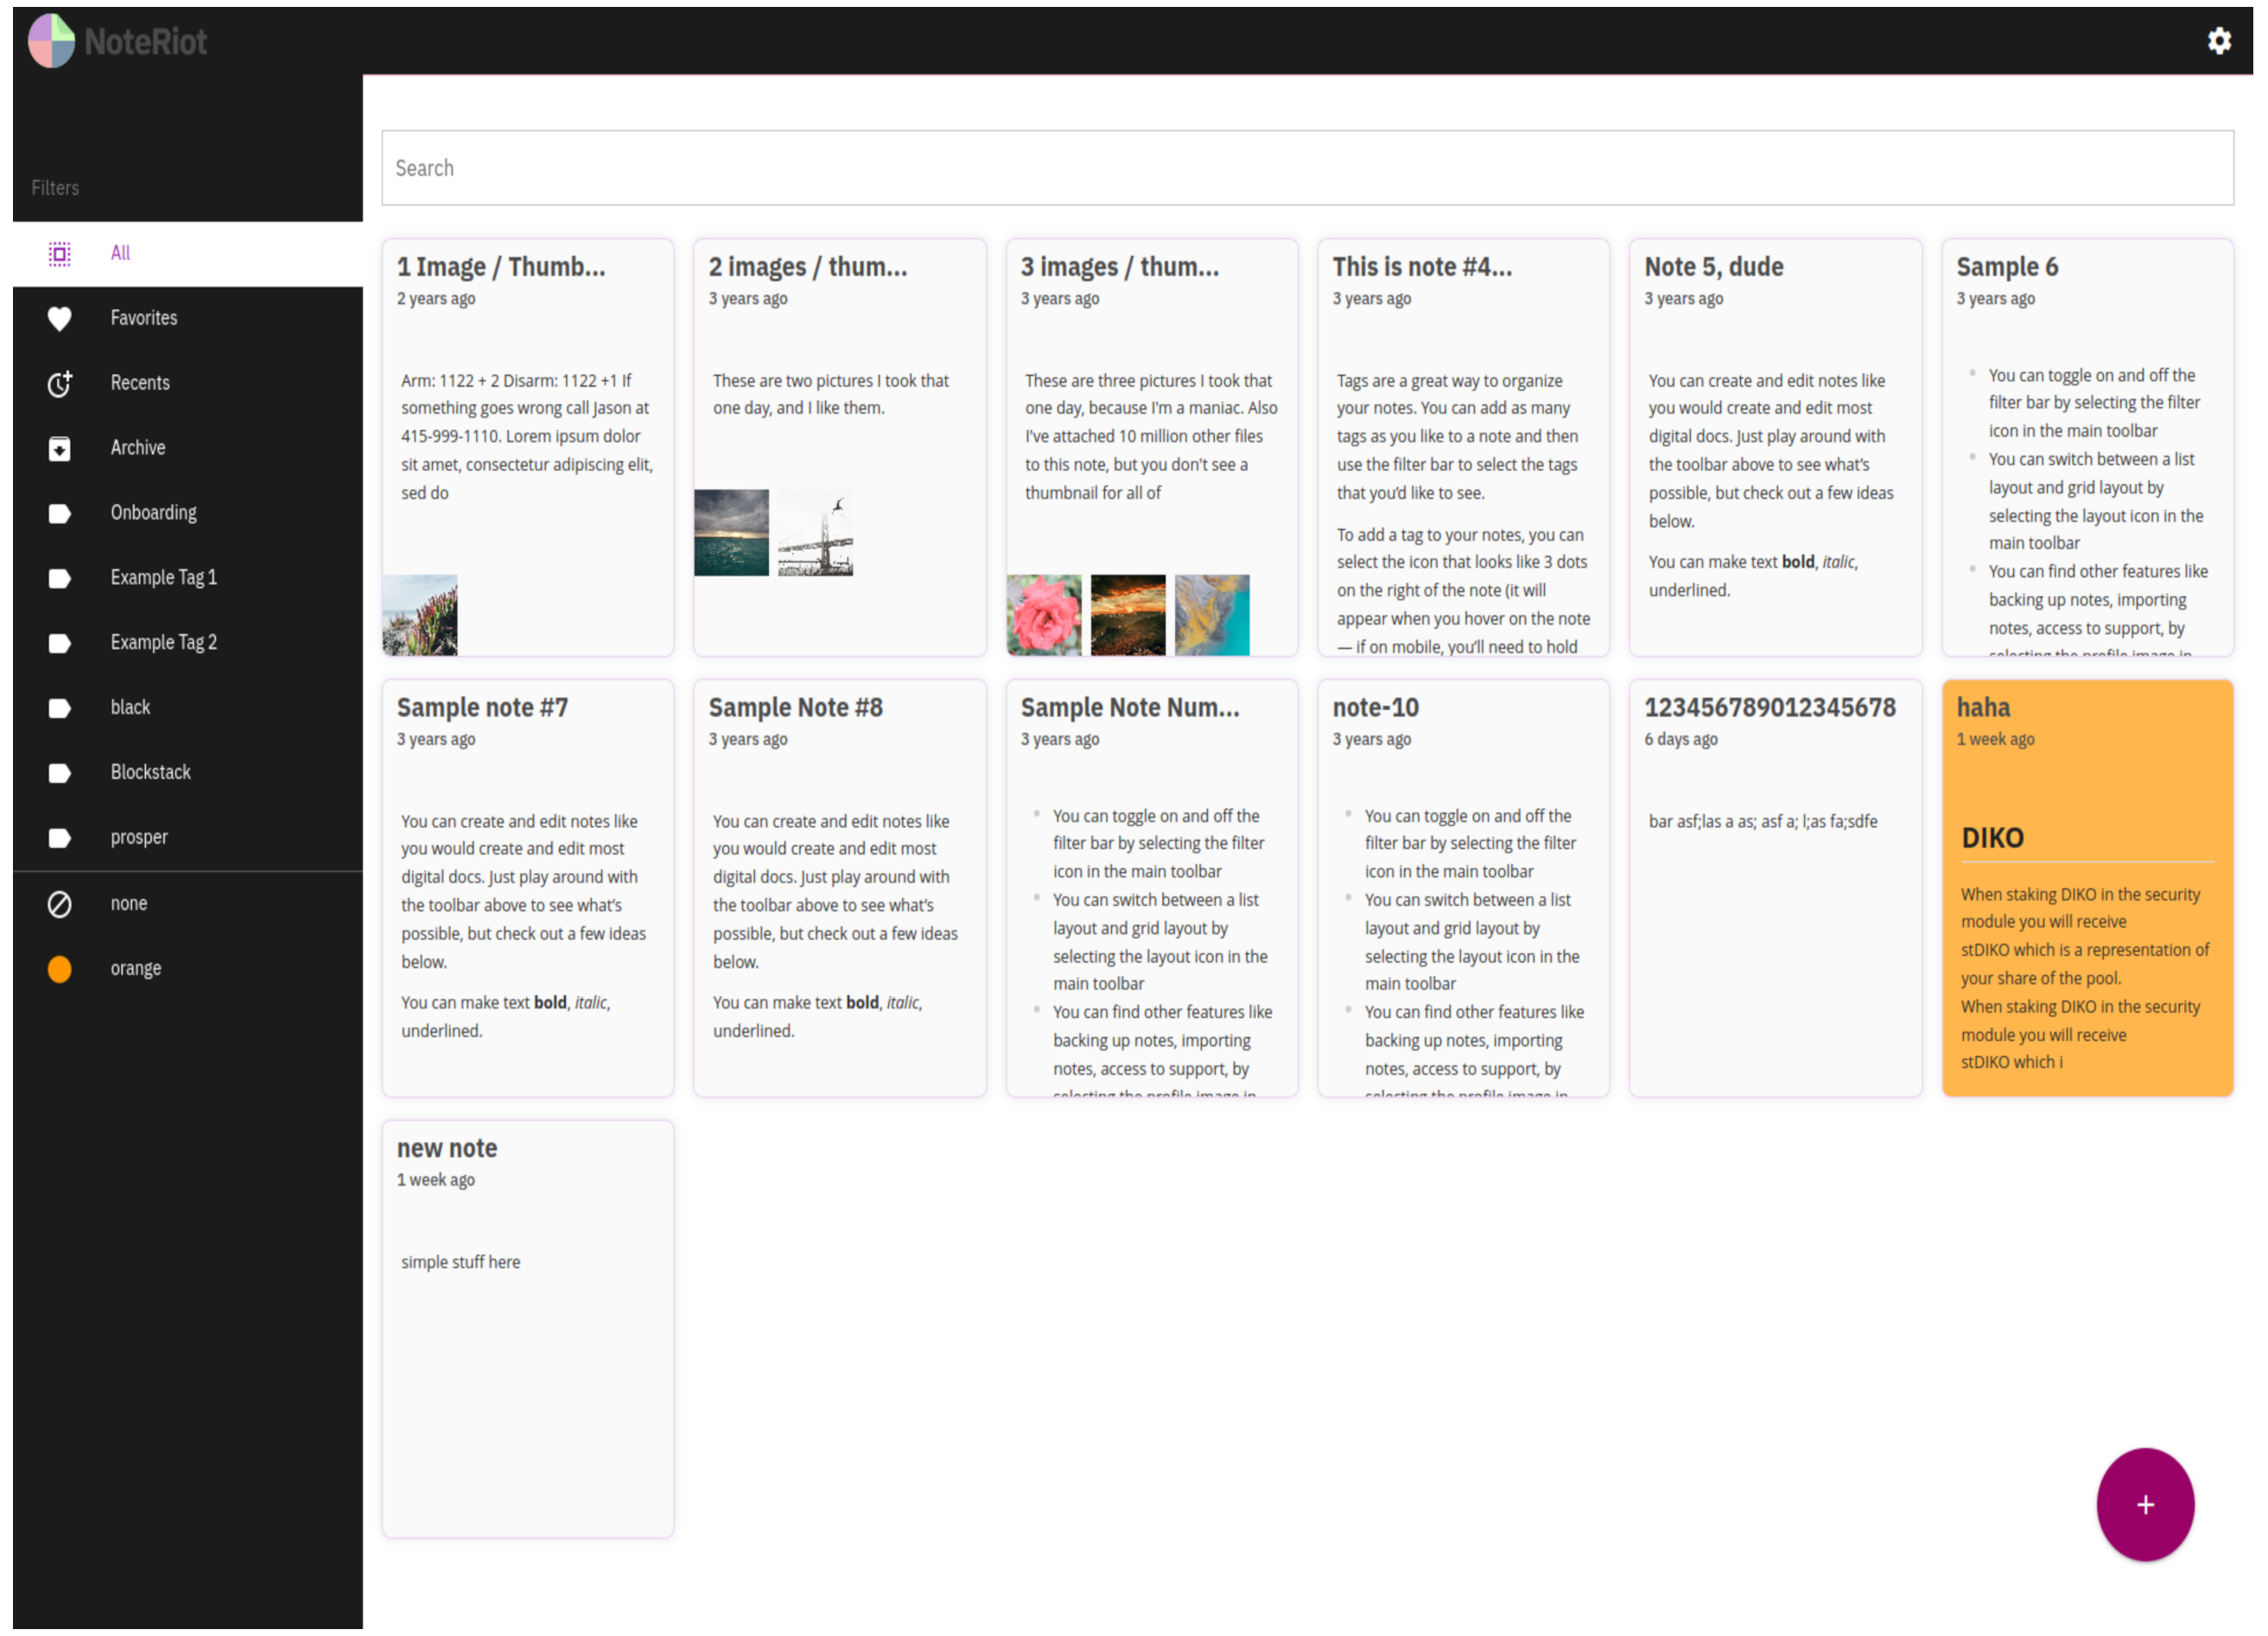 NoteRiot
Filters
All
Favorites
Recents
Archive
Onboarding
Example Tag 1
Example Tag 2
black
Blockstack
prosper
none
orange
Search
1 Image / Thumb...
2 years ago
Arm: 1122 + 2 Disarm: 1122 +1 If
something goes wrong call Jason at
415-999-1110. Lorem ipsum dolor
sit amet, consectetur adipiscing elit,
sed do
2 images / thum...
3 years ago
These are two pictures I took that
one day, and I like them.
3 images / thum...
3 years ago
These are three pictures I took that
one day, because I'm a maniac. Also
I've attached 10 million other files
to this note, but you don't see a
thumbnail for all of
This is note #4...
3 years ago
Tags are a great way to organize
your notes. You can add as many
tags as you like to a note and then
use the filter bar to select the tags
that you'd like to see.
To add a tag to your notes, you can
select the icon that looks like 3 dots
on the right of the note (it will
appear when you hover on the note
— if on mobile, you'll need to hold
Note 5, dude
3 years ago
You can create and edit notes like
you would create and edit most
digital docs. Just play around with
the toolbar above to see what's
possible, but check out a few ideas
below.
You can make text bold, italic,
underlined.
Sample 6
3 years ago
You can toggle on and off the
filter bar by selecting the filter
icon in the main toolbar
You can switch between a list
layout and grid layout by
selecting the layout icon in the
main toolbar
You can find other features like
backing up notes, importing
notes, access to support, by
selecting the profile image in
Sample note #7
3 years ago
You can create and edit notes like
you would create and edit most
digital docs. Just play around with
the toolbar above to see what's
possible, but check out a few ideas
below.
You can make text bold, italic,
underlined.
Sample Note #8
3 years ago
You can create and edit notes like
you would create and edit most
digital docs. Just play around with
the toolbar above to see what's
possible, but check out a few ideas
below.
You can make text bold, italic,
underlined.
Sample Note Num...
3 years ago
You can toggle on and off the
filter bar by selecting the filter
icon in the main toolbar
You can switch between a list
layout and grid layout by
selecting the layout icon in the
main toolbar
You can find other features like
backing up notes, importing
notes, access to support, by
selecting the profile image in
note-10
3 years ago
You can toggle on and off the
filter bar by selecting the filter
icon in the main toolbar
You can switch between a list
layout and grid layout by
selecting the layout icon in the
main toolbar
You can find other features like
backing up notes, importing
notes, access to support, by
selecting the profile image in
123456789012345678
6 days ago
bar asf;las a as; asf a; l;as fa;sdfe
haha
1 week ago
DIKO
When staking DIKO in the security
module you will receive
stDIKO which is a representation of
your share of the pool.
When staking DIKO in the security
module you will receive
stDIKO which i
new note
1 week ago
simple stuff here
+